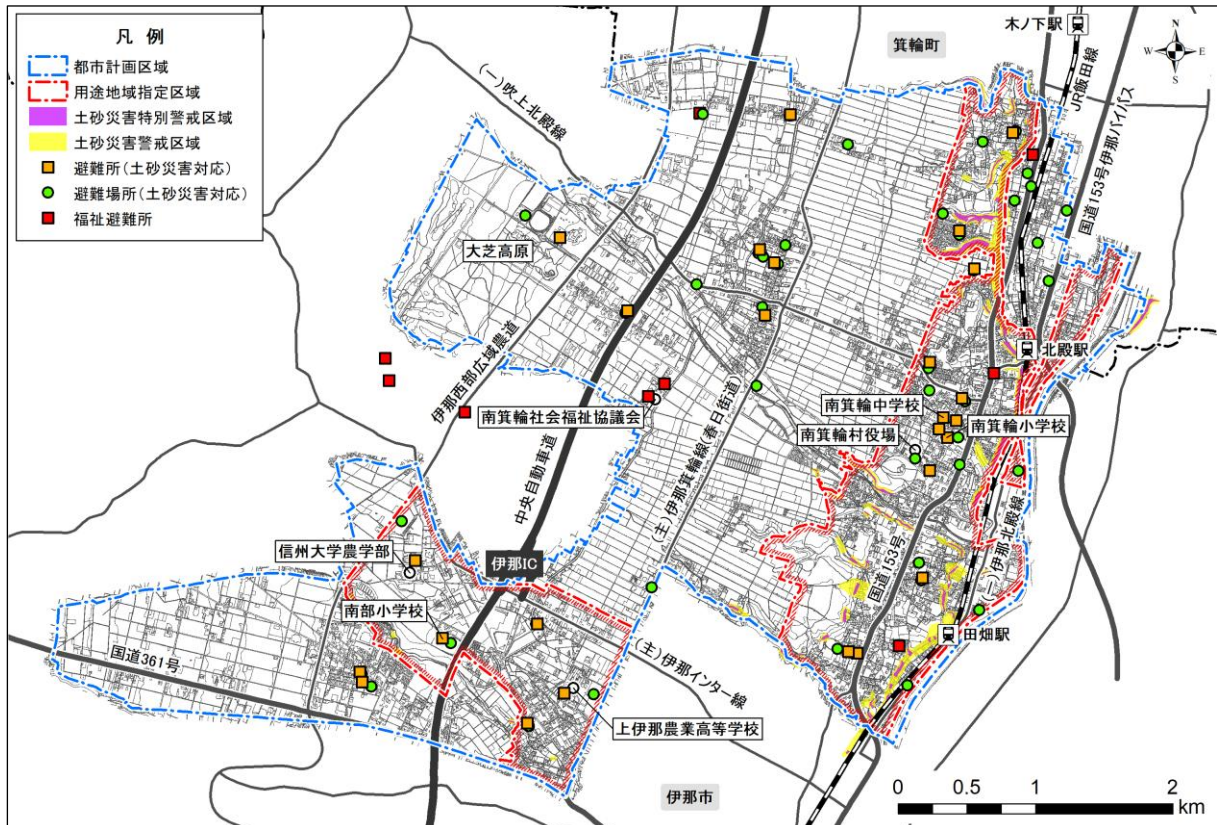 凡 例
都市計画区域
用途地域指定区域
土砂災害特別警戒区域
土砂災害警戒区域
避難所(土砂災害対応)
避難場所(土砂災害対応)
福祉避難所
木ノ下駅
箕輪町
N
W E
S
(一)吹上北殿線
JR飯田線
国道153号伊那バイパス
大芝高原
伊那西部広域農道
北殿駅
南箕輪社会福祉協議会
南箕輪中学校
南箕輪小学校
南箕輪村役場
中央自動車道
(主)伊那箕輪線(春日街道)
国道153号
(一)伊那北殿線
信州大学農学部
伊那IC
南部小学校
田畑駅
国道361号
(主)伊那インター線
上伊那農業高等学校
伊那市
0 0.5 1 2
km